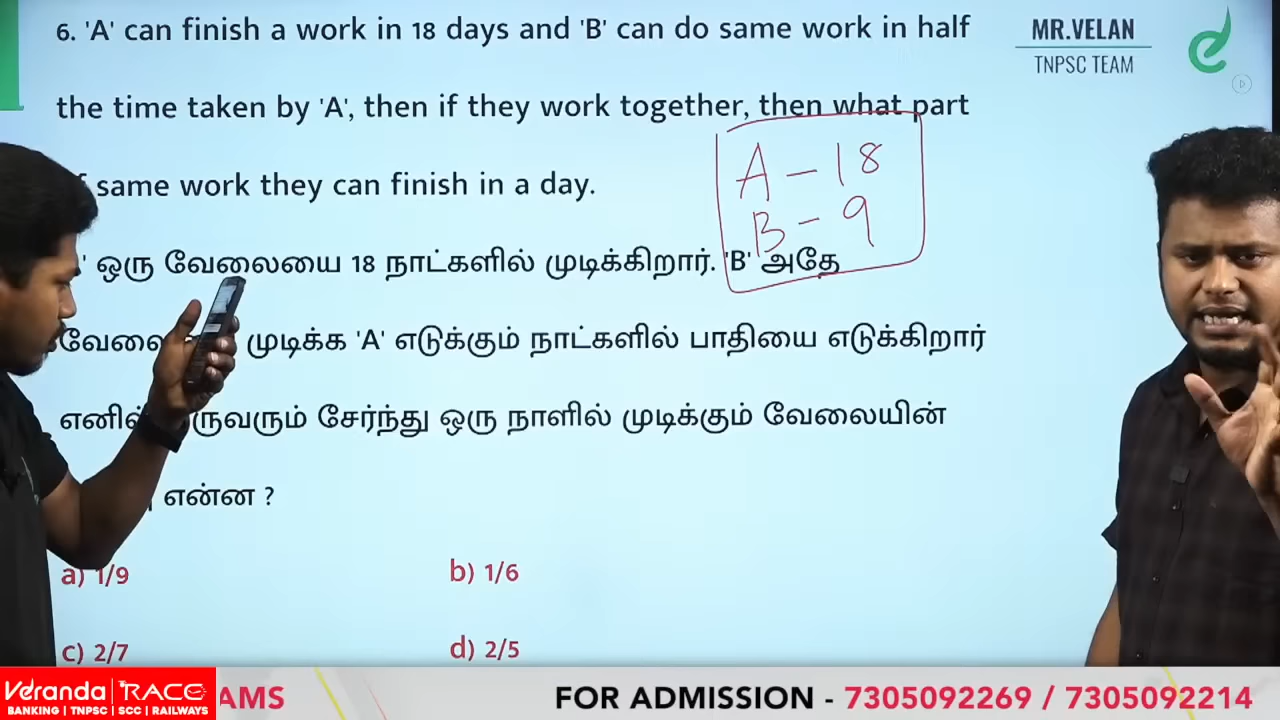 6. 'A' can finish a work in 18 days and 'B' can do same work in half
the time taken by 'A', then if they work together, then what part
same work they can finish in a day.
A - 18
B - 9
ஒரு வேலையை 18 நாட்களில் முடிக்கிறார். 'B' அதே
முடிக்க 'A' எடுக்கும் நாட்களில் பாதியை எடுக்கிறார்
சேர்ந்து ஒரு நாளில் முடிக்கும் வேலையின்
என்ன ?
a) 1/9
b) 1/6
c) 2/7
d) 2/5
MR.VELAN
TNPSC TEAM
Veranda RACE
BANKING | TNPSC | SCC | RAILWAYS
FOR ADMISSION - 7305092269 / 7305092214